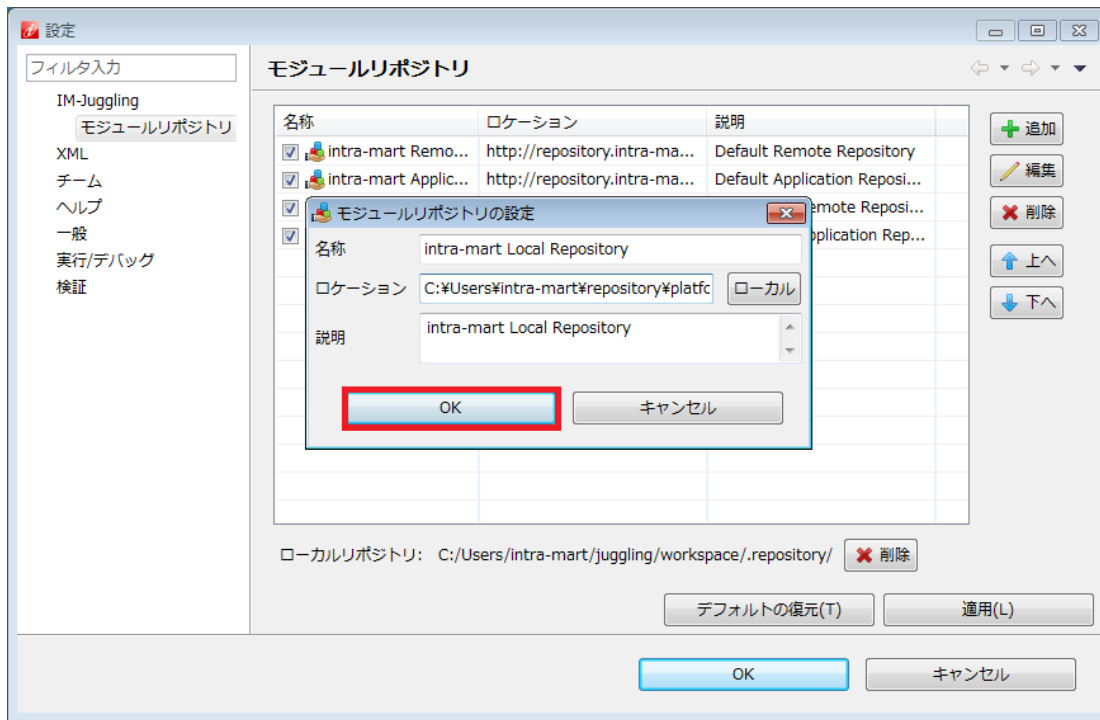 設定
フィルタ入力
IM-Juggling
モジュールリポジトリ
XML
チーム
ヘルプ
一般
実行/デバッグ
検証
モジュールリポジトリ
名称 ロケーション 説明
intra-mart Remo... http://repository.intra-ma... Default Remote Repository
intra-mart Applic... http://repository.intra-ma... Default Application Reposi...
emote Reposi...
plication Rep...
追加
編集
削除
上へ
下へ
モジュールリポジトリの設定
名称 intra-mart Local Repository
ロケーション C:¥Users¥intra-mart¥repository¥platfc ローカル
説明 intra-mart Local Repository
OK キャンセル
ローカルリポジトリ: C:/Users/intra-mart/juggling/workspace/.repository/ 削除
デフォルトの復元(T) 適用(L)
OK キャンセル